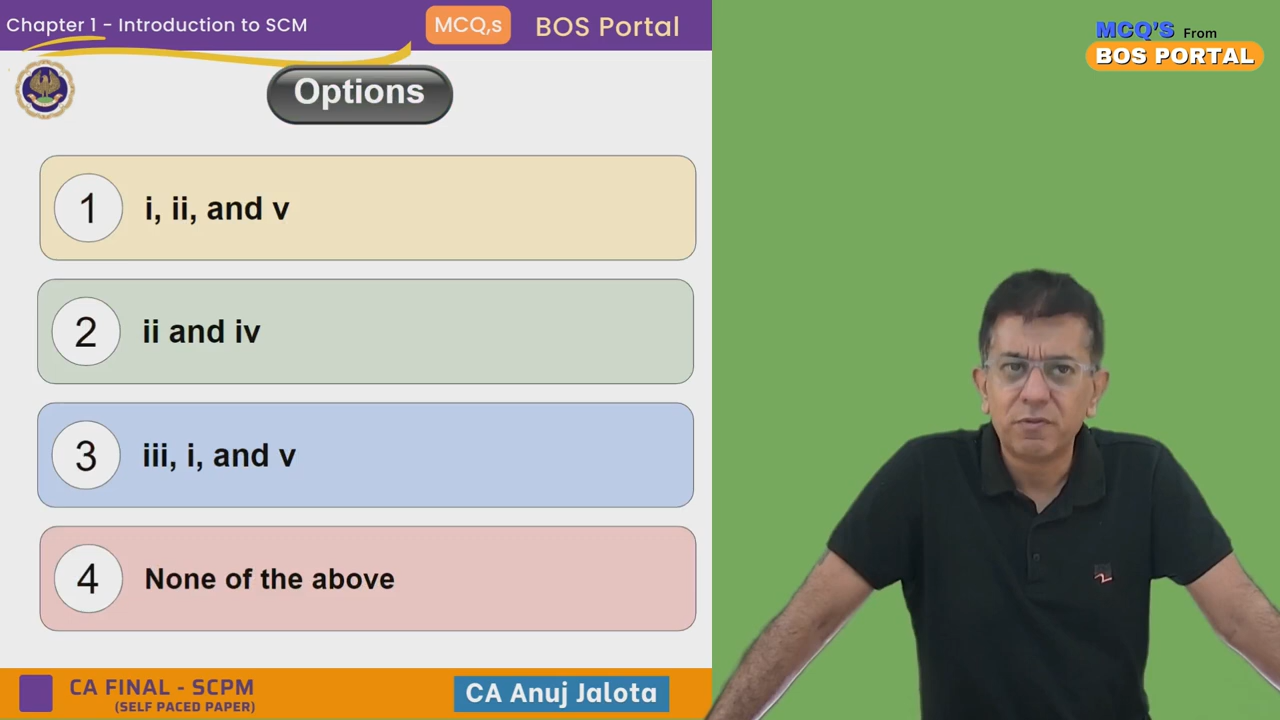 Chapter 1 - Introduction to SCM
MCQ,s
BOS Portal
MCQ'S From
BOS PORTAL
Options
1 i, ii, and v
2 ii and iv
3 iii, i, and v
4 None of the above
CA FINAL - SCPM
(SELF PACED PAPER)
CA Anuj Jalota